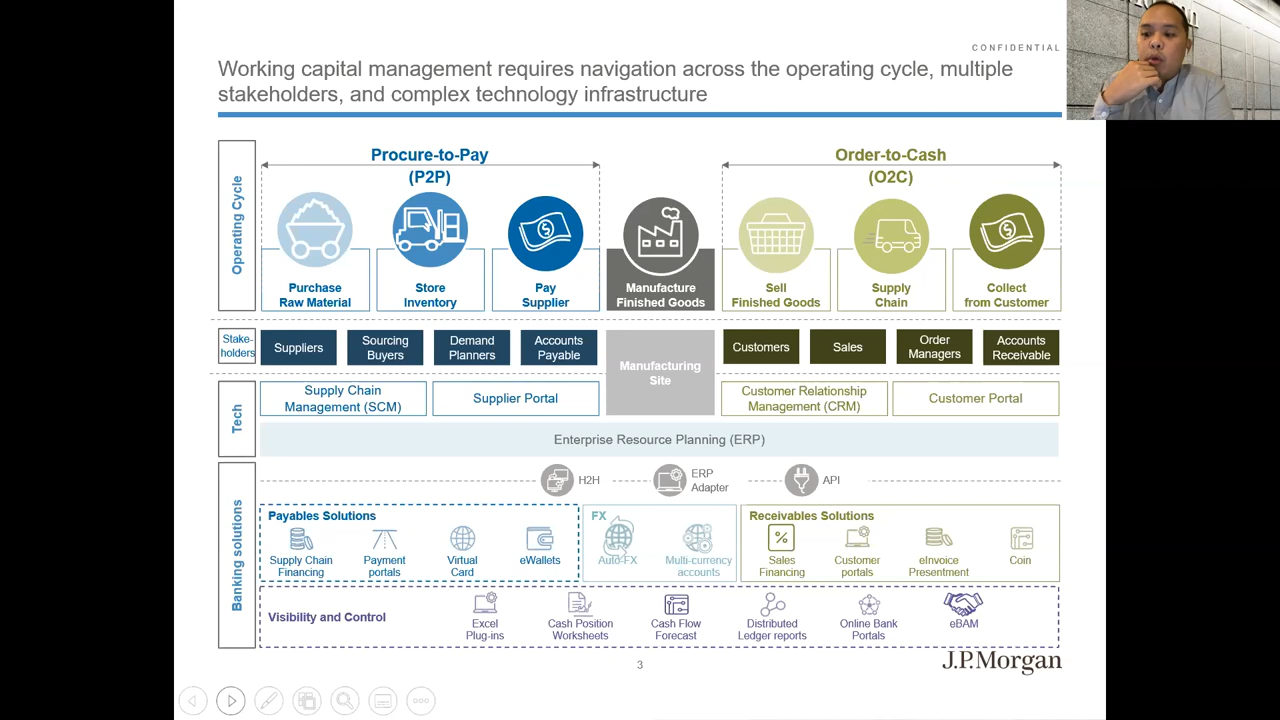 CONFIDENTIAL
Working capital management requires navigation across the operating cycle, multiple
stakeholders, and complex technology infrastructure
Operating Cycle
Procure-to-Pay
(P2P)
Order-to-Cash
(O2C)
Purchase
Raw Material
Store
Inventory
Pay
Supplier
Manufacture
Finished Goods
Sell
Finished Goods
Supply
Chain
Collect
from Customer
Stake-
holders
Suppliers
Sourcing
Buyers
Demand
Planners
Accounts
Payable
Manufacturing
Site
Customers
Sales
Order
Managers
Accounts
Receivable
Tech
Supply Chain
Management (SCM)
Supplier Portal
Customer Relationship
Management (CRM)
Customer Portal
Enterprise Resource Planning (ERP)
Banking solutions
H2H
ERP
Adapter
API
Payables Solutions
Supply Chain
Financing
Payment
portals
Virtual
Card
eWallets
FX
Auto-FX
Multi-currency
accounts
Receivables Solutions
Sales
Financing
Customer
portals
eInvoice
Presentment
Coin
Visibility and Control
Excel
Plug-ins
Cash Position
Worksheets
Cash Flow
Forecast
Distributed
Ledger reports
Online Bank
Portals
eBAM
3
J.P.Morgan